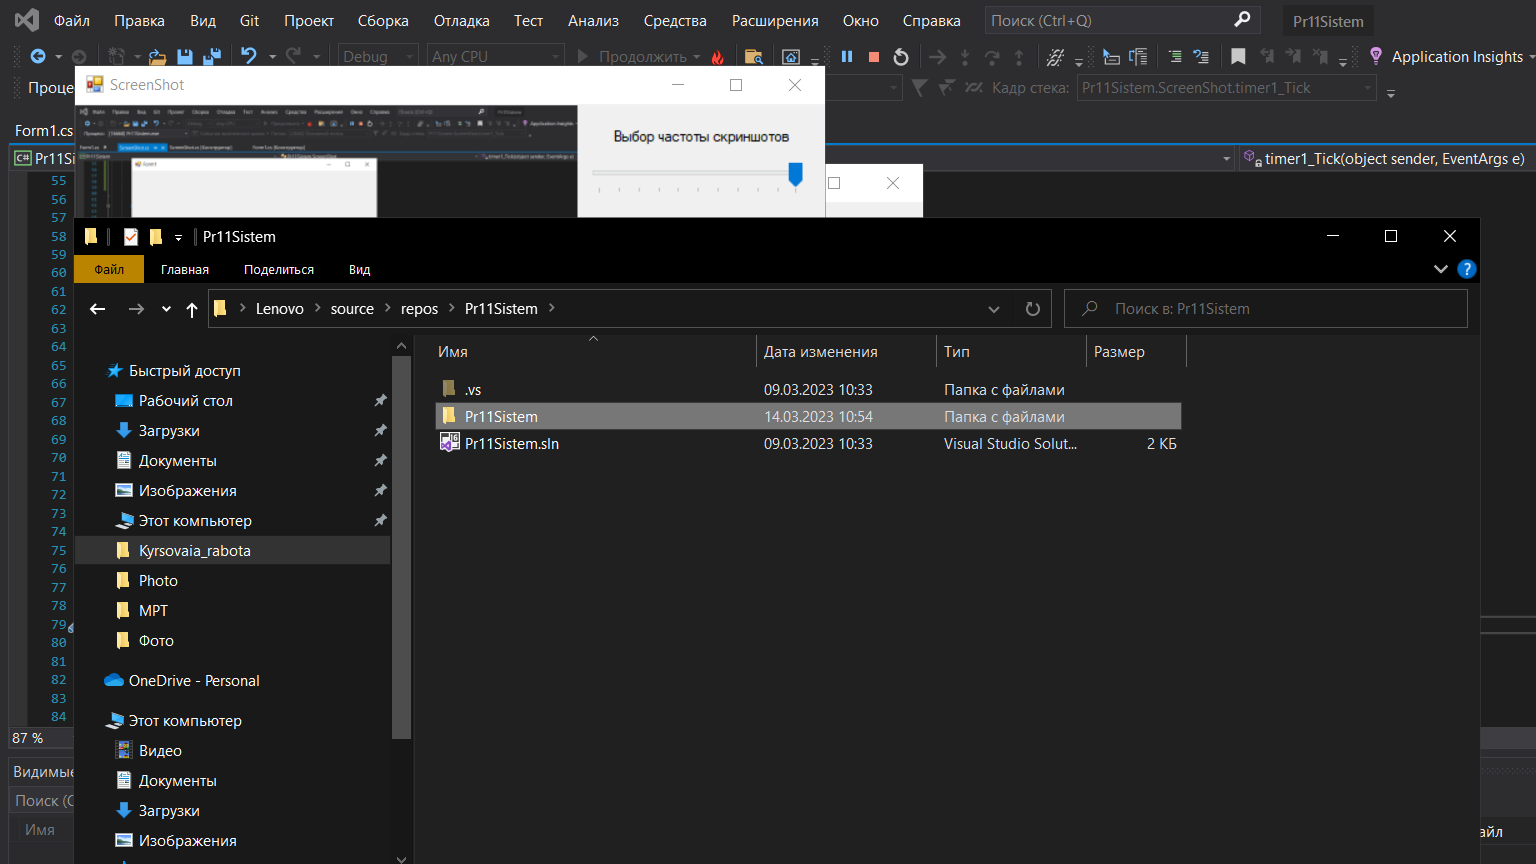 Файл Правка Вид Git Проект Сборка Отладка Тест Анализ Средства Расширения Окно Справка Поиск (Ctrl+Q) Pr11Sistem
Debug Any CPU Продолжить Application Insights
Проце
ScreenShot
Кадр стека: Pr11Sistem.ScreenShot.timer1_Tick
Form1.cs
Выбор частоты скриншотов
C# Pr11Si
timer1_Tick(object sender, EventArgs e)
55
56
57
58
59
60
61
62
63
64
65
66
67
68
69
70
71
72
73
74
75
76
77
78
79
80
81
82
83
84
87 %
Видимые
Поиск (C
Имя
айл
Pr11Sistem
Файл Главная Поделиться Вид
Lenovo source repos Pr11Sistem
Поиск в: Pr11Sistem
Имя Дата изменения Тип Размер
.vs 09.03.2023 10:33 Папка с файлами
Pr11Sistem 14.03.2023 10:54 Папка с файлами
Pr11Sistem.sln 09.03.2023 10:33 Visual Studio Solut... 2 КБ
Быстрый доступ
Рабочий стол
Загрузки
Документы
Изображения
Этот компьютер
Kyrsovaia_rabota
Photo
МРТ
Фото
OneDrive - Personal
Этот компьютер
Видео
Документы
Загрузки
Изображения